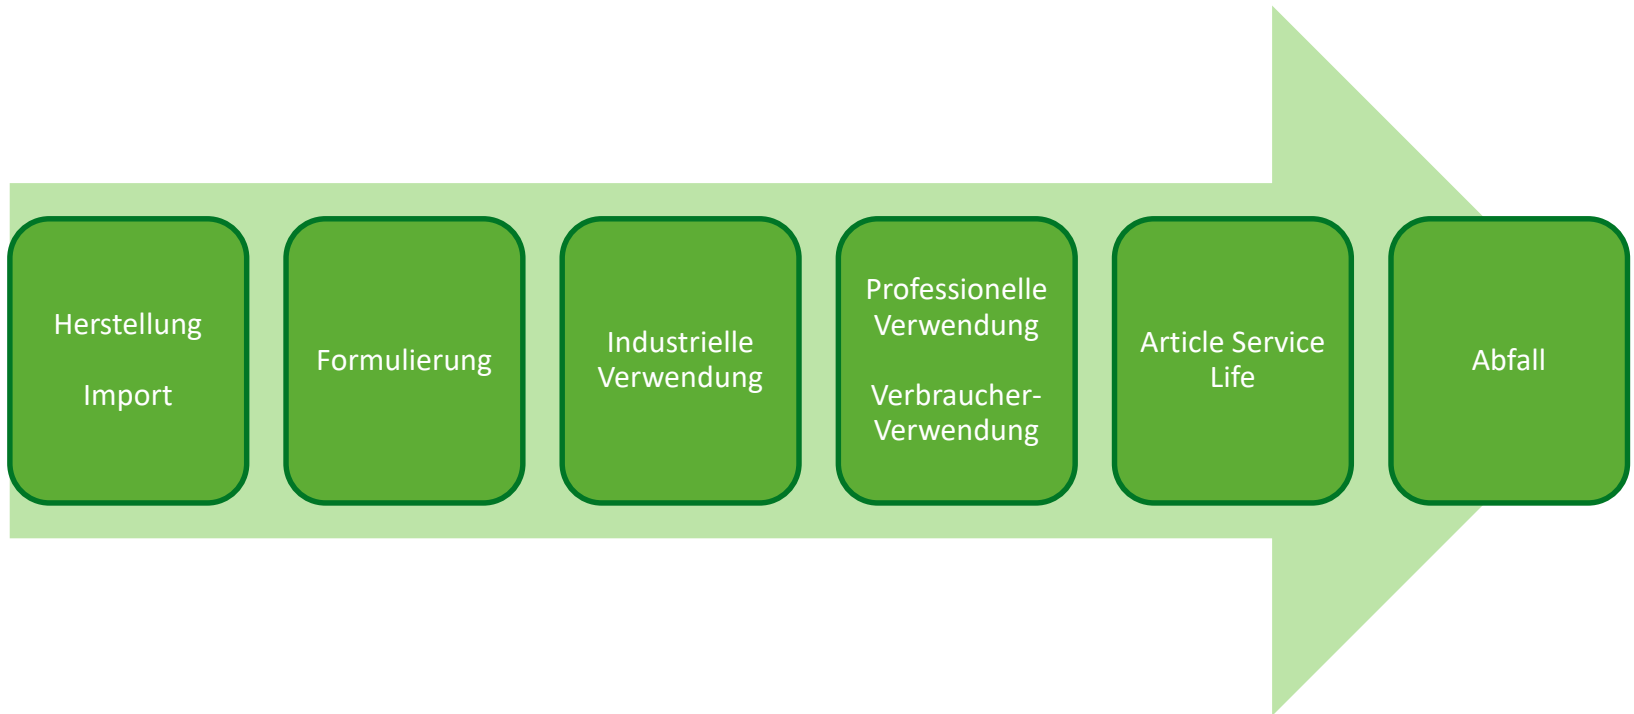 Herstellung
Import
Formulierung
Industrielle
Verwendung
Professionelle
Verwendung
Verbraucher-
Verwendung
Article Service
Life
Abfall